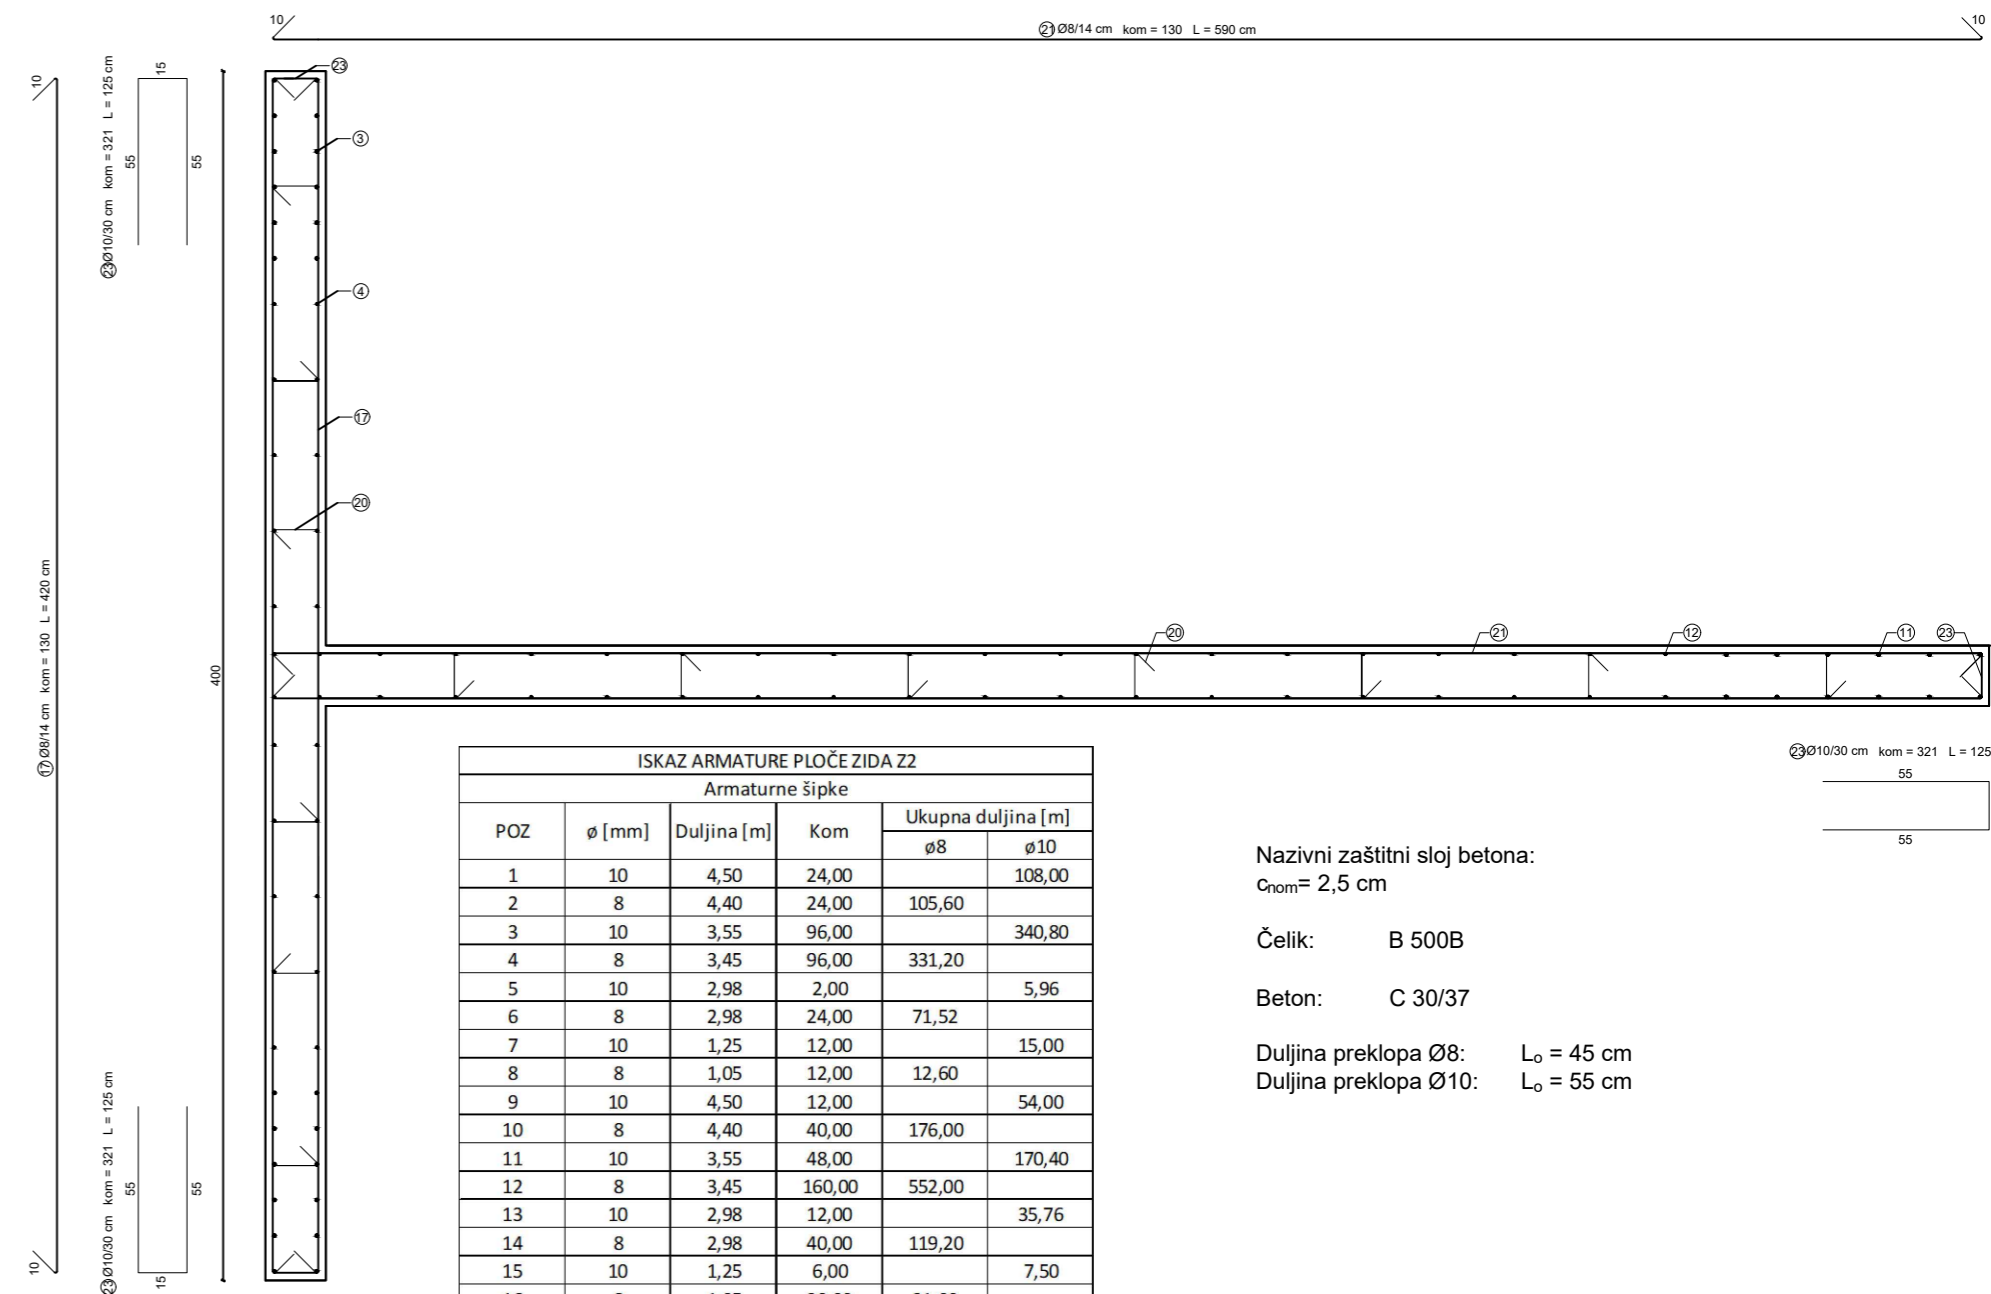 10
㉑Ø8/14 cm kom = 130 L = 590 cm
10
10
⑰Ø8/14 cm kom = 130 L = 420 cm
10
㉓Ø10/30 cm kom = 321 L = 125 cm
15
55
55
400
㉓Ø10/30 cm kom = 321 L = 125 cm
55
55
15
23
3
4
17
20
20
21
12
11
23
㉓Ø10/30 cm kom = 321 L = 125
55
55
ISKAZ ARMATURE PLOČE ZIDA Z2
Armaturne šipke
POZ ø [mm] Duljina [m] Kom Ukupna duljina [m]
ø8 ø10
1 10 4,50 24,00 108,00
2 8 4,40 24,00 105,60
3 10 3,55 96,00 340,80
4 8 3,45 96,00 331,20
5 10 2,98 2,00 5,96
6 8 2,98 24,00 71,52
7 10 1,25 12,00 15,00
8 8 1,05 12,00 12,60
9 10 4,50 12,00 54,00
10 8 4,40 40,00 176,00
11 10 3,55 48,00 170,40
12 8 3,45 160,00 552,00
13 10 2,98 12,00 35,76
14 8 2,98 40,00 119,20
15 10 1,25 6,00 7,50
Nazivni zaštitni sloj betona:
cnom= 2,5 cm
Čelik: B 500B
Beton: C 30/37
Duljina preklopa Ø8: Lo = 45 cm
Duljina preklopa Ø10: Lo = 55 cm